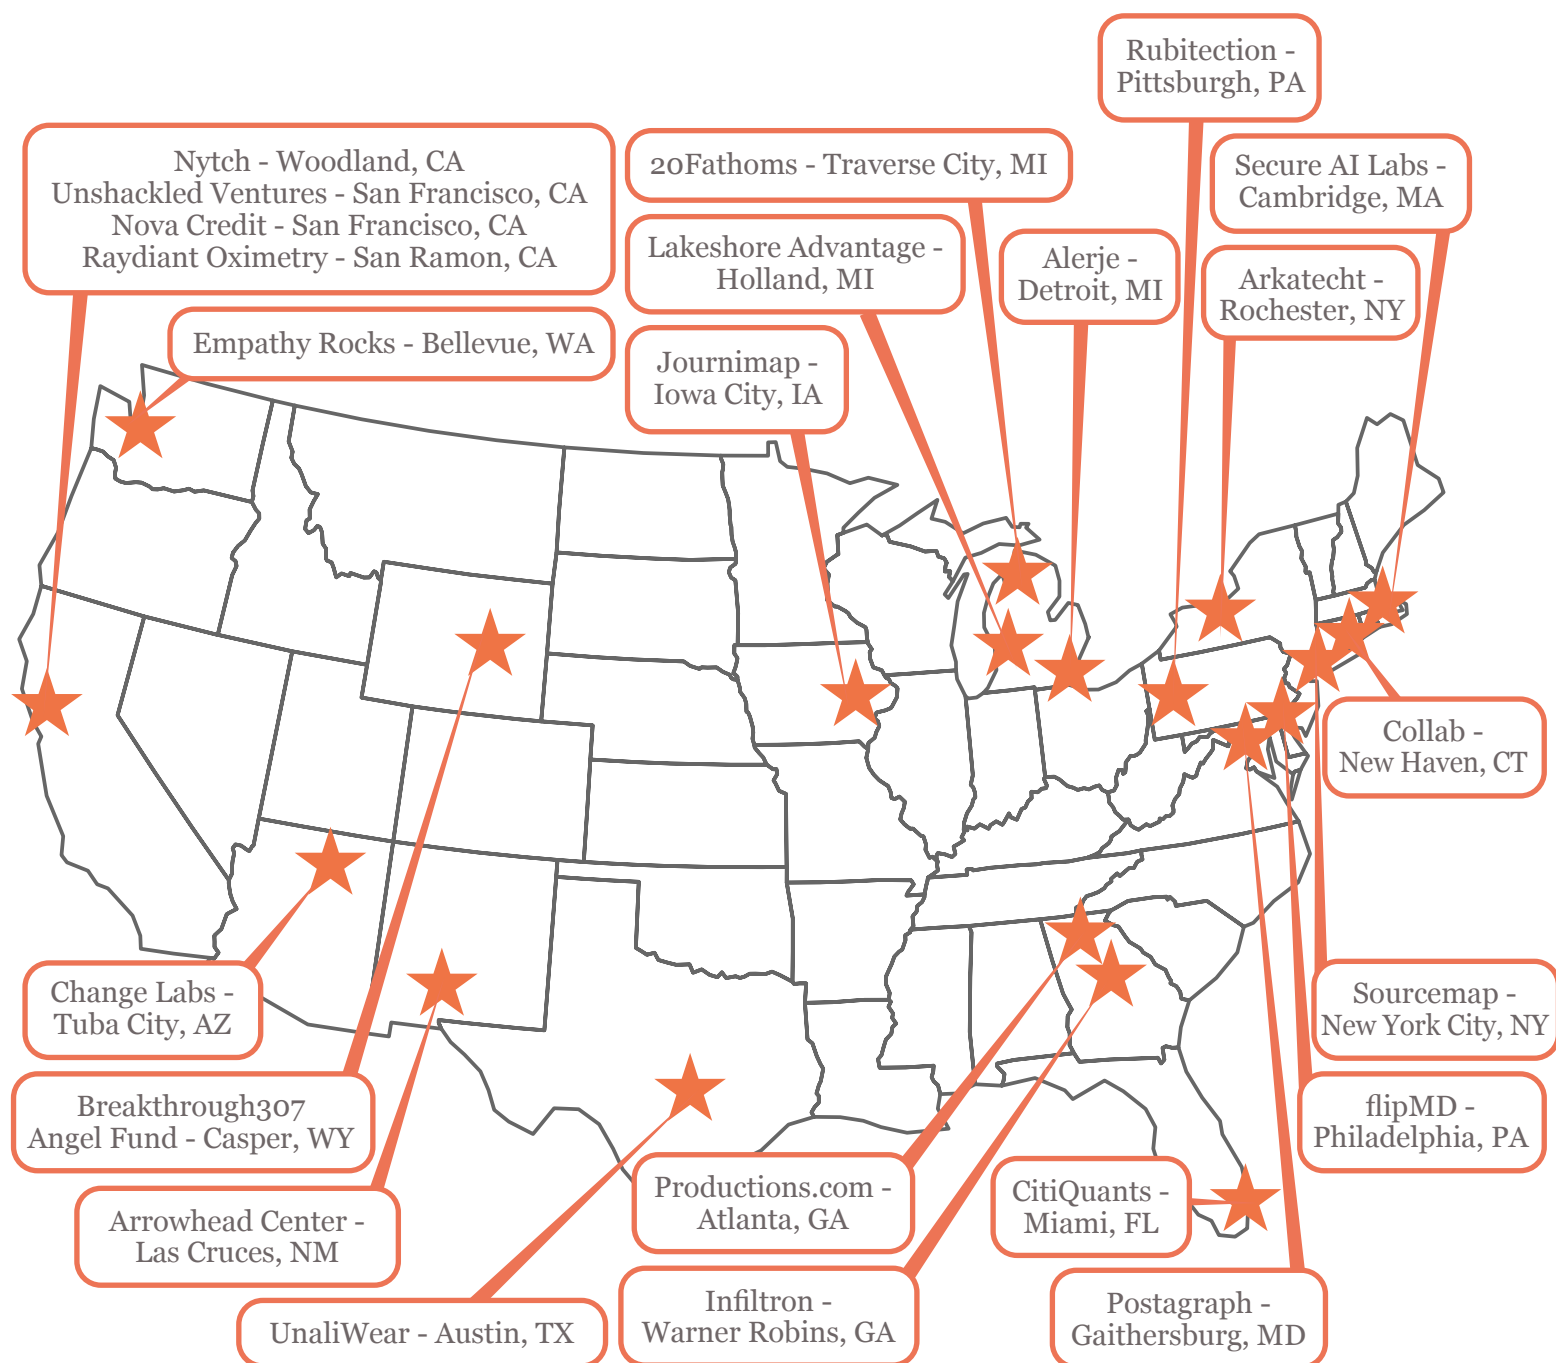 Rubitection -
Pittsburgh, PA
Nytch - Woodland, CA
Unshackled Ventures - San Francisco, CA
Nova Credit - San Francisco, CA
Raydiant Oximetry - San Ramon, CA
20Fathoms - Traverse City, MI
Secure AI Labs -
Cambridge, MA
Lakeshore Advantage -
Holland, MI
Alerje -
Detroit, MI
Arkatecht -
Rochester, NY
Empathy Rocks - Bellevue, WA
Journimap -
Iowa City, IA
Collab -
New Haven, CT
Change Labs -
Tuba City, AZ
Sourcemap -
New York City, NY
Breakthrough307
Angel Fund - Casper, WY
flipMD -
Philadelphia, PA
Arrowhead Center -
Las Cruces, NM
Productions.com -
Atlanta, GA
CitiQuants -
Miami, FL
UnaliWear - Austin, TX
Infiltron -
Warner Robins, GA
Postagraph -
Gaithersburg, MD